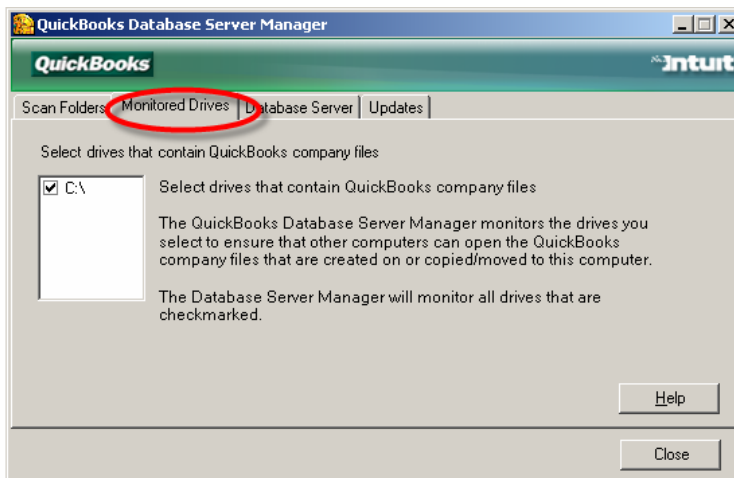 QuickBooks Database Server Manager
QuickBooks
Intuit
Scan Folders Monitored Drives Database Server Updates
Select drives that contain QuickBooks company files
C:\
Select drives that contain QuickBooks company files
The QuickBooks Database Server Manager monitors the drives you
select to ensure that other computers can open the QuickBooks
company files that are created on or copied/moved to this computer.
The Database Server Manager will monitor all drives that are
checkmarked.
Help
Close